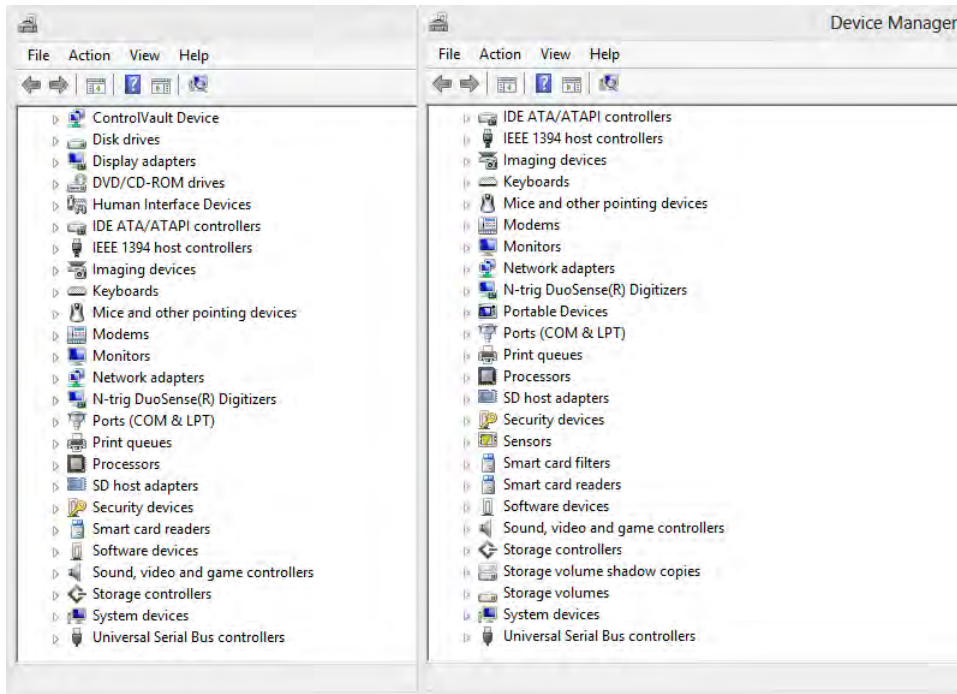 File Action View Help
ControlVault Device
Disk drives
Display adapters
DVD/CD-ROM drives
Human Interface Devices
IDE ATA/ATAPI controllers
IEEE 1394 host controllers
Imaging devices
Keyboards
Mice and other pointing devices
Modems
Monitors
Network adapters
N-trig DuoSense(R) Digitizers
Ports (COM & LPT)
Print queues
Processors
SD host adapters
Security devices
Smart card readers
Software devices
Sound, video and game controllers
Storage controllers
System devices
Universal Serial Bus controllers
Device Manager
File Action View Help
IDE ATA/ATAPI controllers
IEEE 1394 host controllers
Imaging devices
Keyboards
Mice and other pointing devices
Modems
Monitors
Network adapters
N-trig DuoSense(R) Digitizers
Portable Devices
Ports (COM & LPT)
Print queues
Processors
SD host adapters
Security devices
Sensors
Smart card filters
Smart card readers
Software devices
Sound, video and game controllers
Storage controllers
Storage volume shadow copies
Storage volumes
System devices
Universal Serial Bus controllers